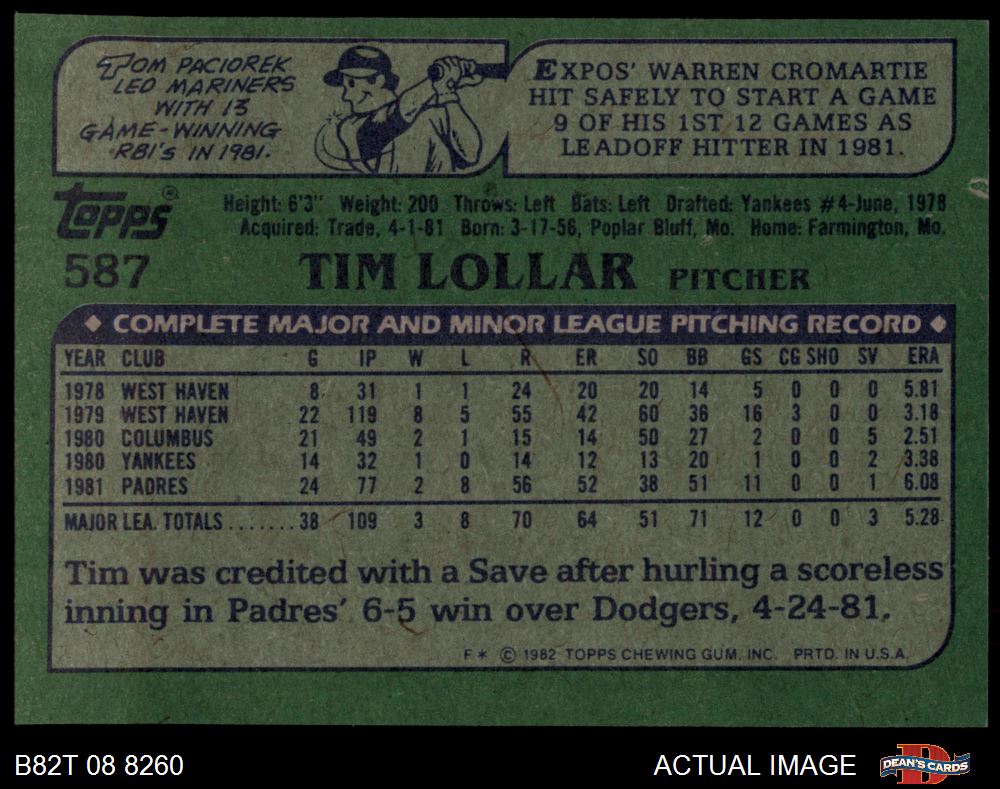 TOM PACIOREK
LED MARINERS
WITH 13
GAME-WINNING
RBI'S IN 1981.
EXPOS' WARREN CROMARTIE
HIT SAFELY TO START A GAME
9 OF HIS 1ST 12 GAMES AS
LEADOFF HITTER IN 1981.
Topps®
Height: 6'3" Weight: 200 Throws: Left Bats: Left Drafted: Yankees #4-June, 1978
Acquired: Trade, 4-1-81 Born: 3-17-56, Poplar Bluff, Mo. Home: Farmington, Mo.
587 TIM LOLLAR PITCHER
◆ COMPLETE MAJOR AND MINOR LEAGUE PITCHING RECORD ◆
YEAR CLUB G IP W L R ER SO BB GS CG SHO SV ERA
1978 WEST HAVEN 8 31 1 1 24 20 20 14 5 0 0 0 5.81
1979 WEST HAVEN 22 119 8 5 55 42 60 36 16 3 0 0 3.18
1980 COLUMBUS 21 49 2 1 15 14 50 27 2 0 0 5 2.51
1980 YANKEES 14 32 1 0 14 12 13 20 1 0 0 2 3.38
1981 PADRES 24 77 2 8 56 52 38 51 11 0 0 1 6.08
MAJOR LEA. TOTALS.......38 109 3 8 70 64 51 71 12 0 0 3 5.28
Tim was credited with a Save after hurling a scoreless
inning in Padres' 6-5 win over Dodgers, 4-24-81.
F* © 1982 TOPPS CHEWING GUM, INC. PRTD. IN U.S.A.
B82T 08 8260 ACTUAL IMAGE DEAN'S CARDS